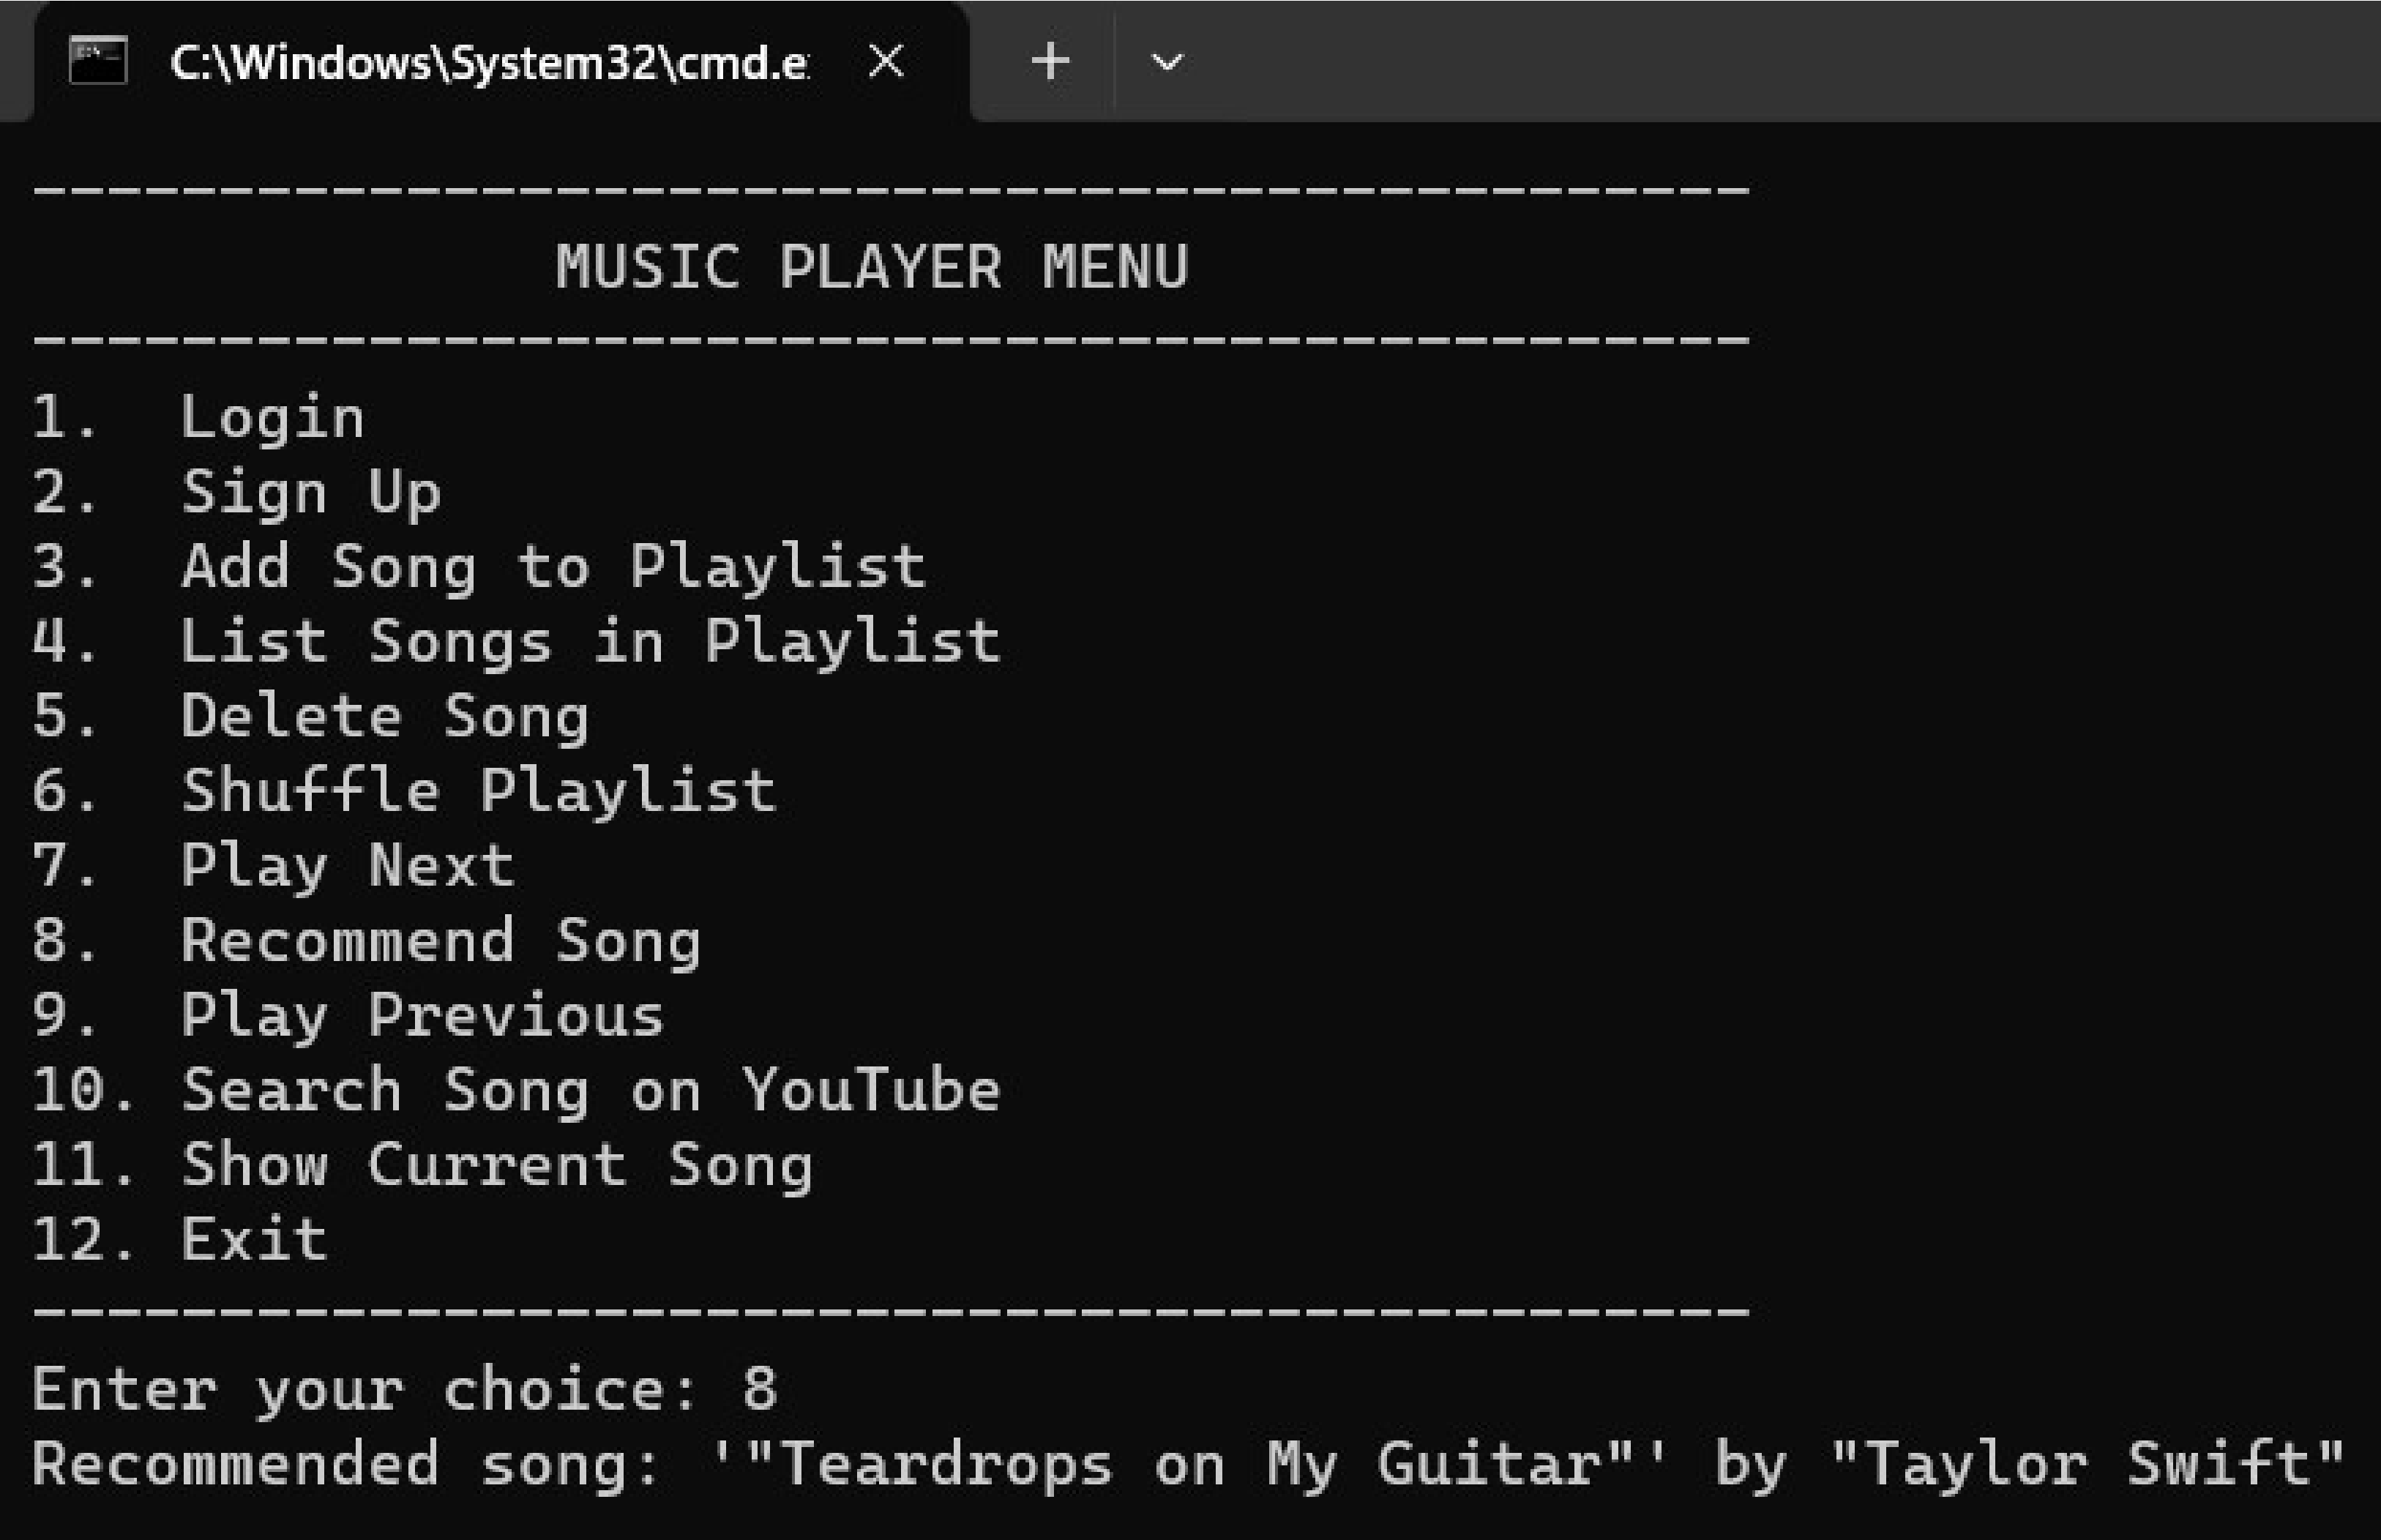 C:\Windows\System32\cmd.e
----------------------------------------------
MUSIC PLAYER MENU
----------------------------------------------
1.  Login
2.  Sign Up
3.  Add Song to Playlist
4.  List Songs in Playlist
5.  Delete Song
6.  Shuffle Playlist
7.  Play Next
8.  Recommend Song
9.  Play Previous
10. Search Song on YouTube
11. Show Current Song
12. Exit
----------------------------------------------
Enter your choice: 8
Recommended song: '"Teardrops on My Guitar"' by "Taylor Swift"